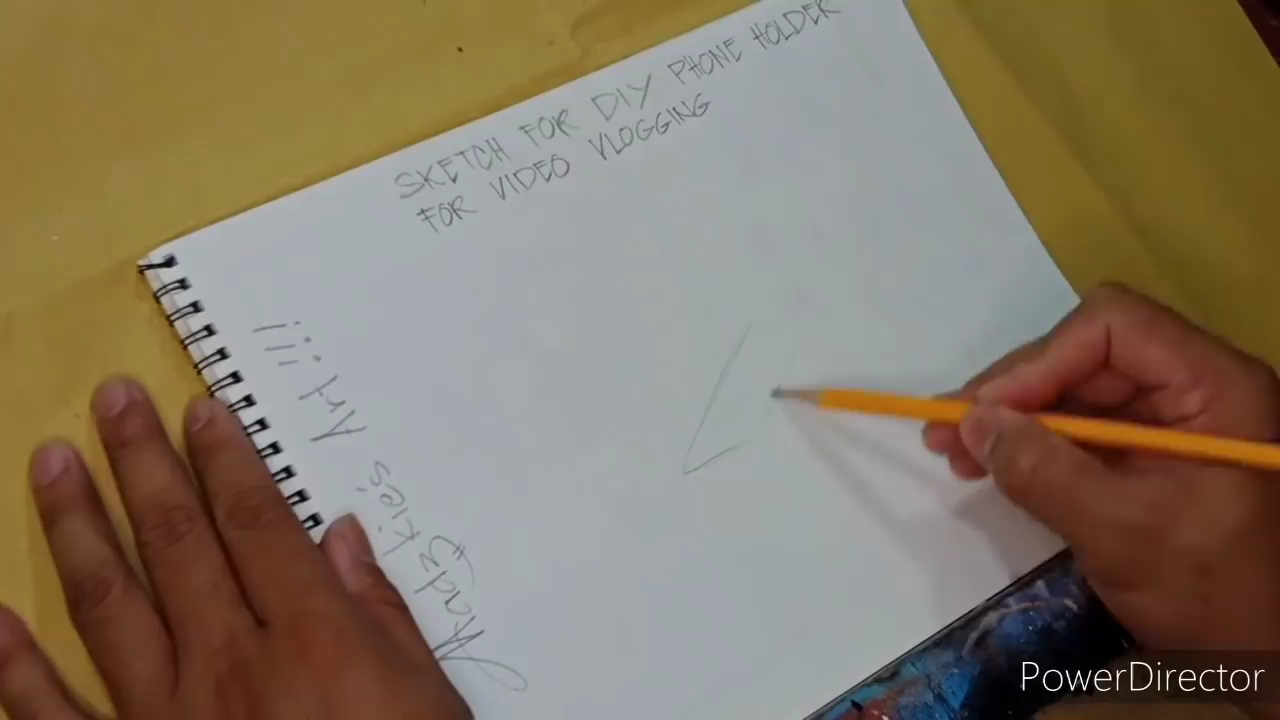 SKETCH FOR DIY PHONE HOLDER
FOR VIDEO VLOGGING
Art !!!
PowerDirector